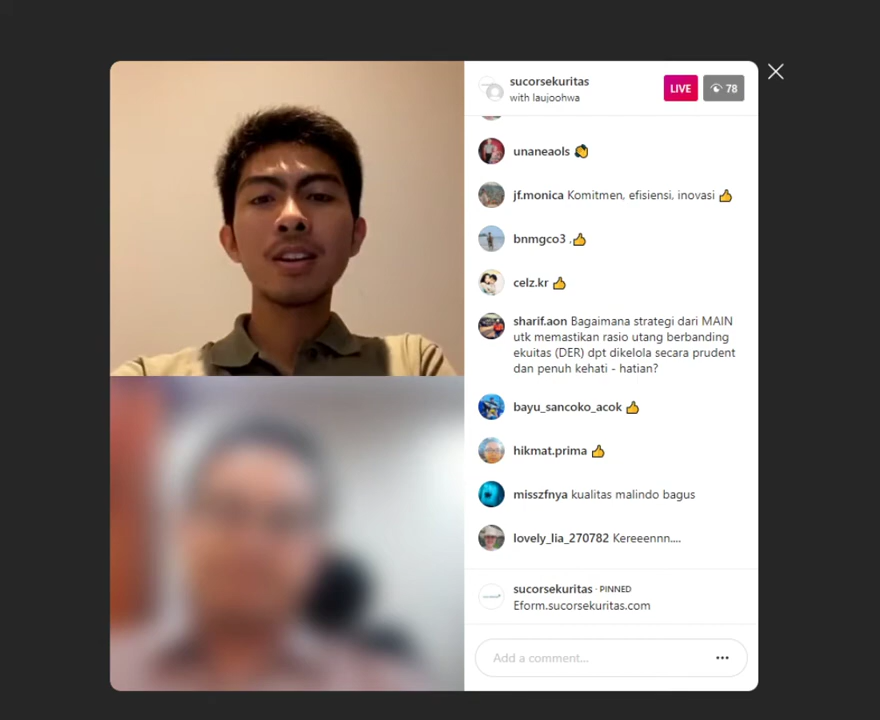 sucorsekuritas
with laujoohwa
LIVE
78
unaneaols 👏
jf.monica Komitmen, efisiensi, inovasi 👍
bnmgco3 .👍
celz.kr 👍
sharif.aon Bagaimana strategi dari MAIN
utk memastikan rasio utang berbanding
ekuitas (DER) dpt dikelola secara prudent
dan penuh kehati - hatian?
bayu_sancoko_acok 👍
hikmat.prima 👍
misszfnya kualitas malindo bagus
lovely_lia_270782 Kereeennn....
sucorsekuritas · PINNED
Eform.sucorsekuritas.com
Add a comment...